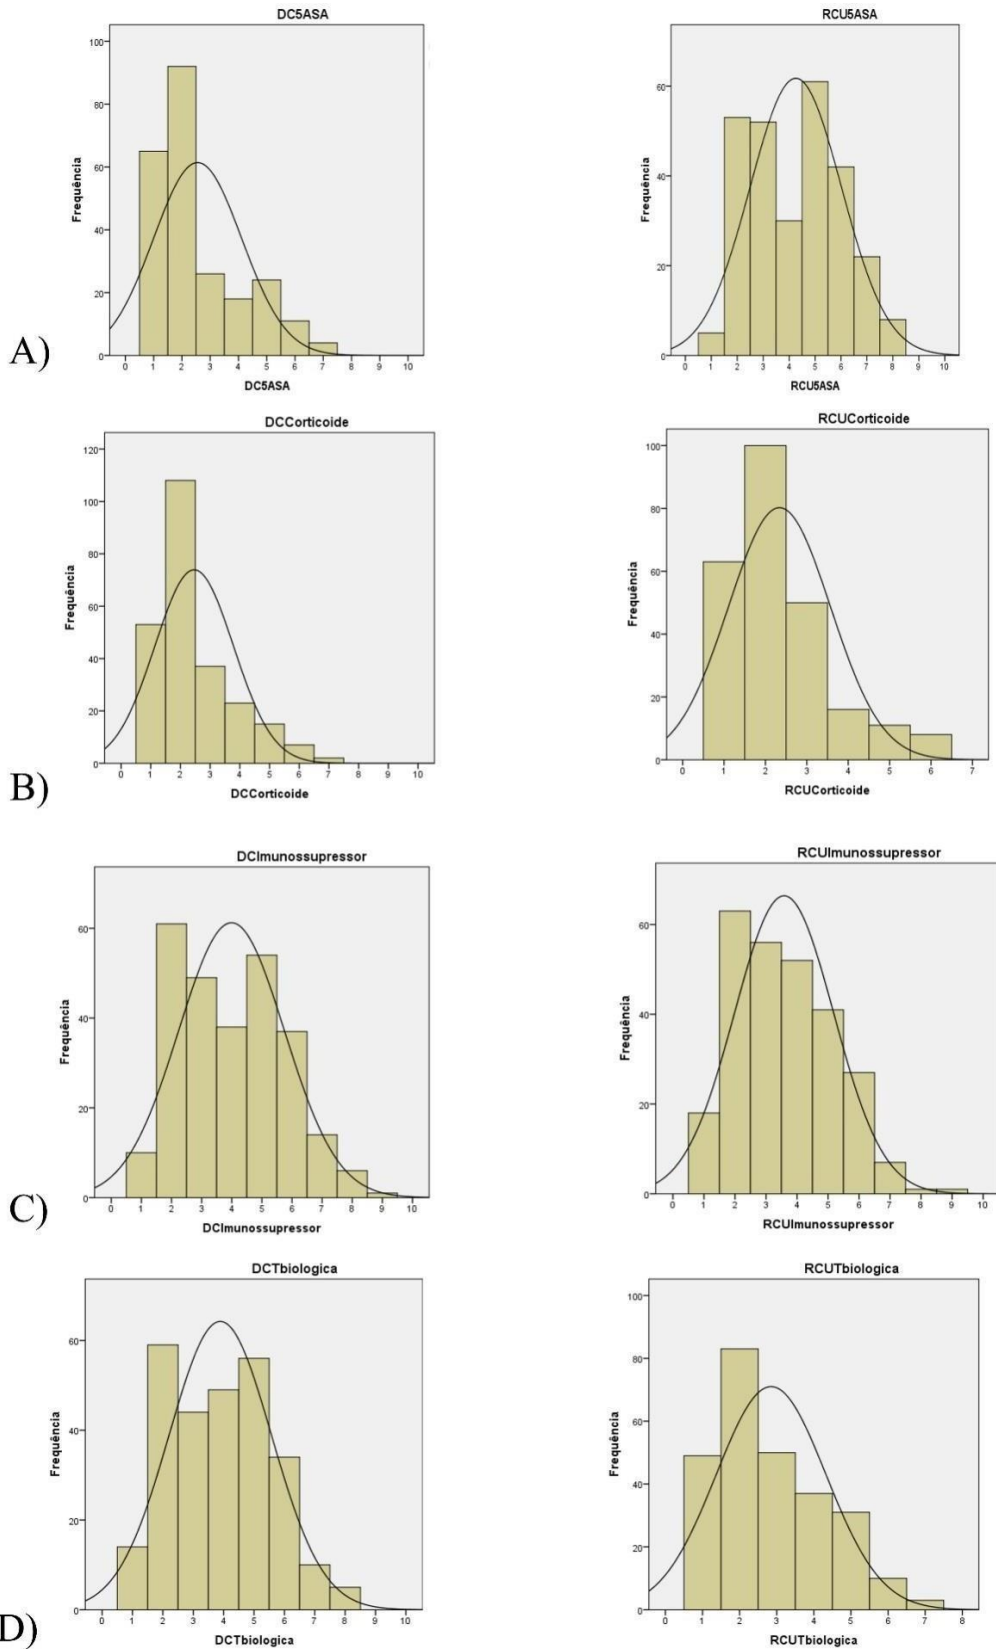 DC5ASA
100
80
60
40
20
0
Frequência
0 1 2 3 4 5 6 7 8 9 10
DC5ASA
RCU5ASA
60
40
20
0
Frequência
0 1 2 3 4 5 6 7 8 9 10
RCU5ASA
A)
DCCorticoide
120
100
80
60
40
20
0
Frequência
0 1 2 3 4 5 6 7 8 9 10
DCCorticoide
RCUCorticoide
100
80
60
40
20
0
Frequência
0 1 2 3 4 5 6 7
RCUCorticoide
B)
DCImunossupressor
60
40
20
0
Frequência
0 1 2 3 4 5 6 7 8 9 10
DCImunossupressor
RCUImunossupressor
60
40
20
0
Frequência
0 1 2 3 4 5 6 7 8 9 10
RCUImunossupressor
C)
DCTbiologica
60
40
20
0
Frequência
0 1 2 3 4 5 6 7 8 9 10
DCTbiologica
RCUTbiologica
100
80
60
40
20
0
Frequência
0 1 2 3 4 5 6 7 8
RCUTbiologica
D)